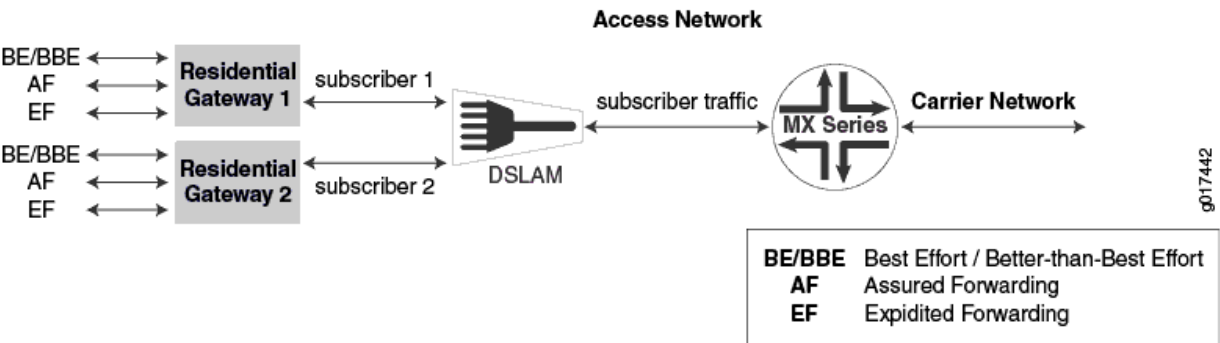 Access Network
BE/BBE
AF
EF
Residential
Gateway 1
subscriber 1
BE/BBE
AF
EF
Residential
Gateway 2
subscriber 2
DSLAM
subscriber traffic
MX Series
Carrier Network
g017442
BE/BBE Best Effort / Better-than-Best Effort
AF Assured Forwarding
EF Expidited Forwarding